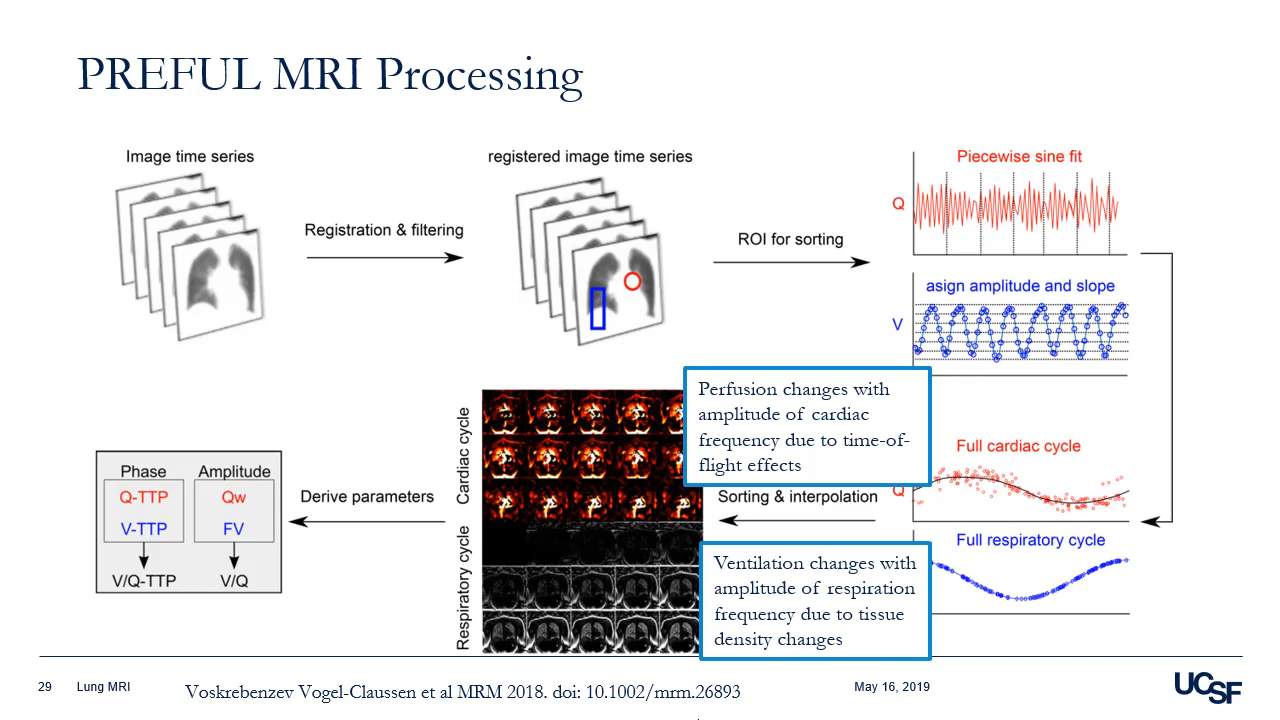 PREFUL MRI Processing
Image time series
registered image time series
Piecewise sine fit
Registration & filtering
ROI for sorting
Q
asign amplitude and slope
V
Perfusion changes with
amplitude of cardiac
frequency due to time-of-
flight effects
Cardiac cycle
Full cardiac cycle
Phase
Amplitude
Q-TTP
Qw
V-TTP
FV
V/Q-TTP
V/Q
Derive parameters
Sorting & interpolation
Q
Respiratory cycle
Full respiratory cycle
Ventilation changes with
amplitude of respiration
frequency due to tissue
density changes
29
Lung MRI
Voskrebenzev Vogel-Claussen et al MRM 2018. doi: 10.1002/mrm.26893
May 16, 2019
UCSF